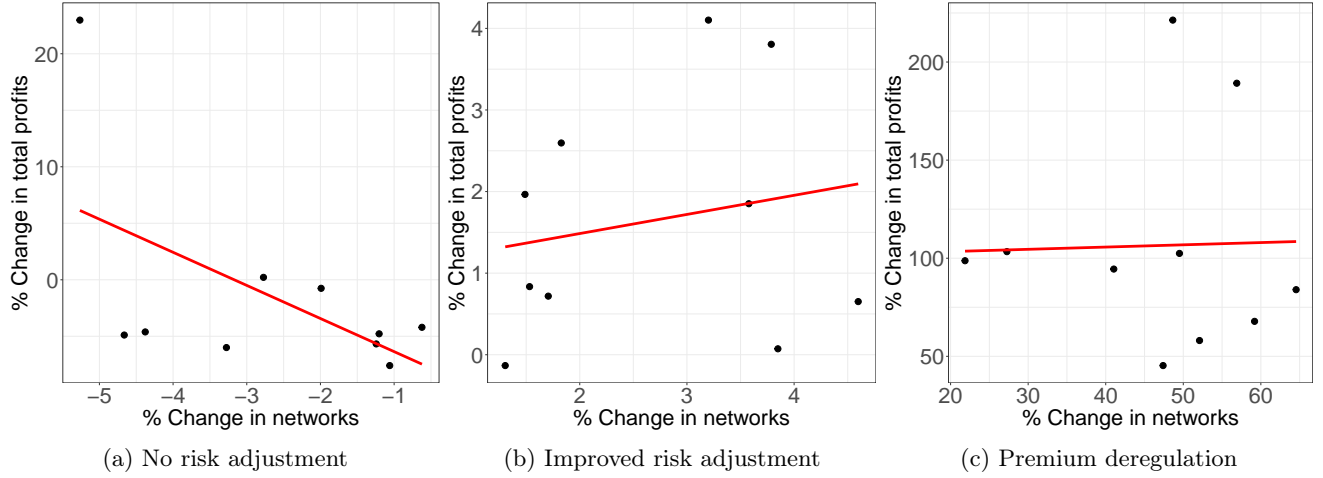 % Change in total profits
20
10
0
−5
−4
−3
−2
−1
% Change in networks
(a) No risk adjustment
% Change in total profits
4
3
2
1
0
2
3
4
% Change in networks
(b) Improved risk adjustment
% Change in total profits
200
150
100
50
20
30
40
50
60
% Change in networks
(c) Premium deregulation